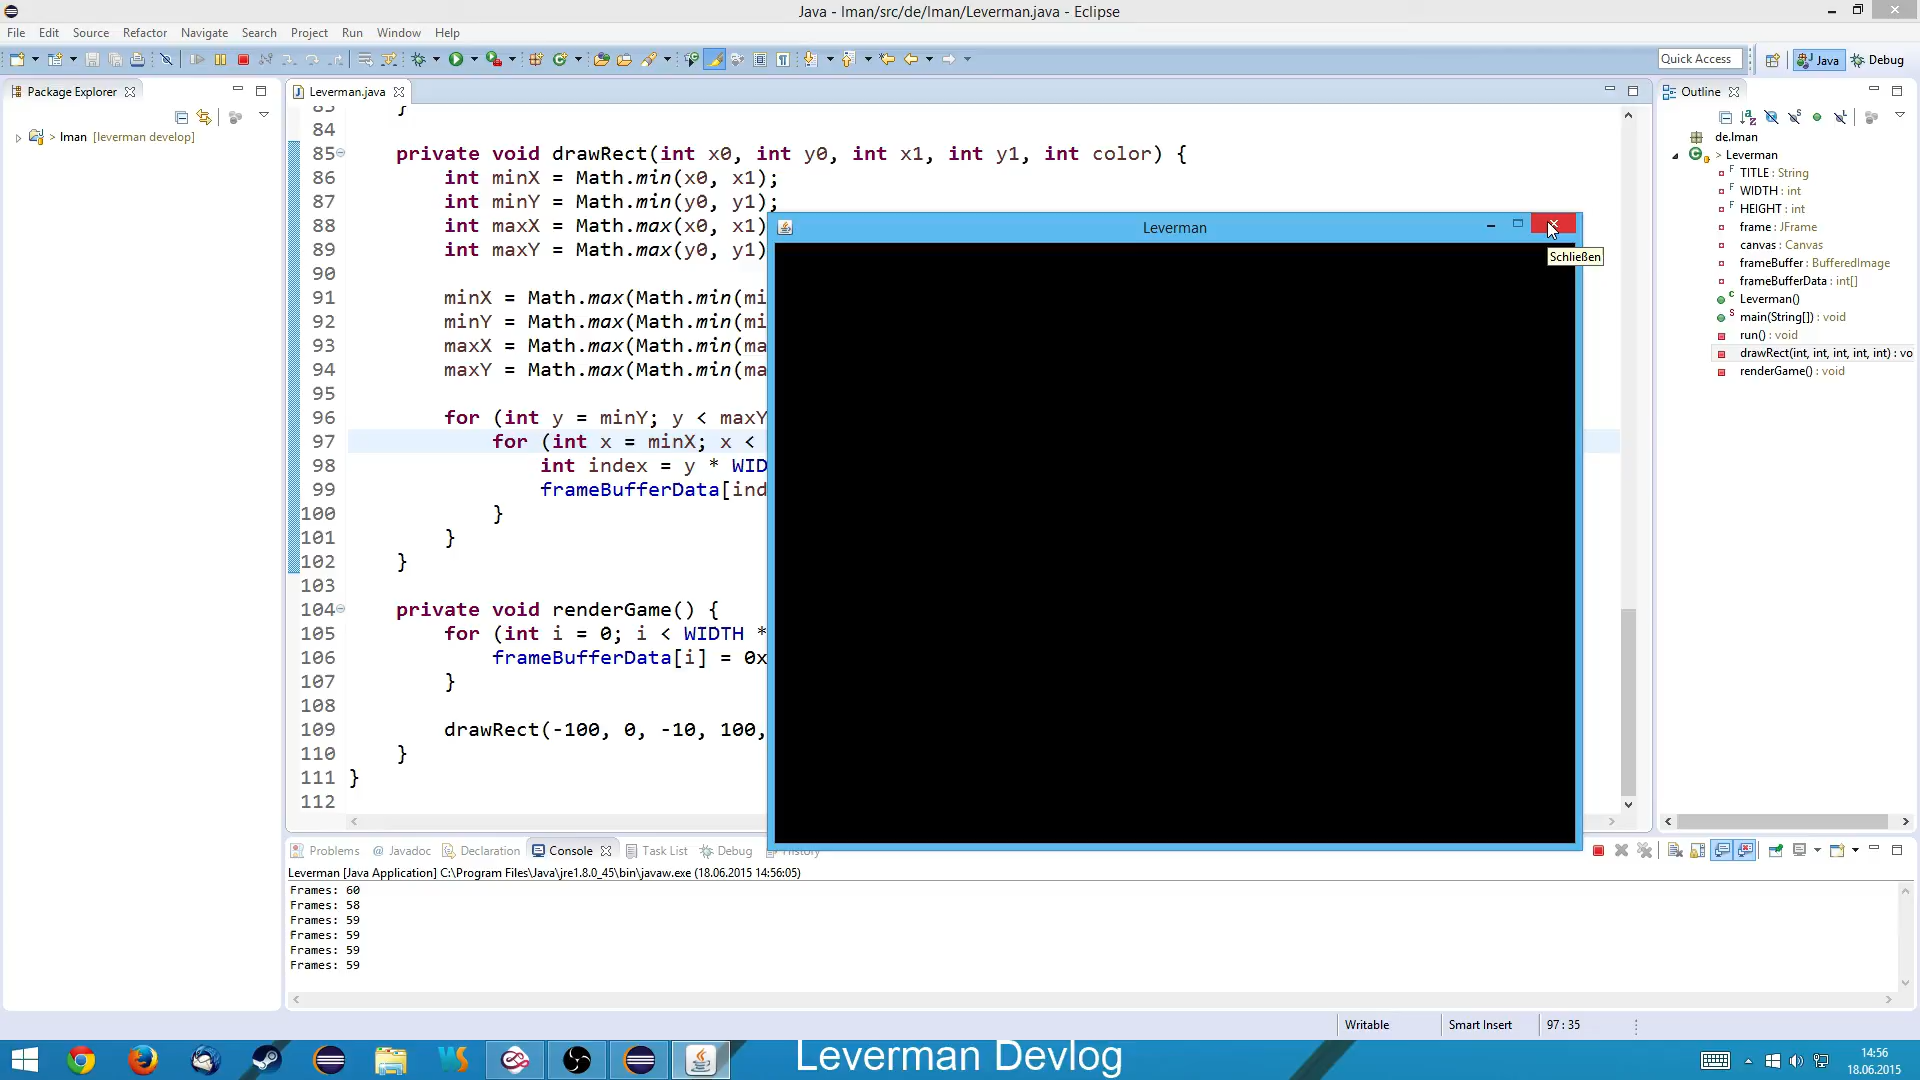 Java - lman/src/de/lman/Leverman.java - Eclipse
File Edit Source Refactor Navigate Search Project Run Window Help
Quick Access
Java
Debug
Package Explorer
> lman [leverman develop]
Leverman.java
84
85 private void drawRect(int x0, int y0, int x1, int y1, int color) {
86 int minX = Math.min(x0, x1);
87 int minY = Math.min(y0, y1);
88 int maxX = Math.max(x0, x1)
89 int maxY = Math.max(y0, y1)
90
91 minX = Math.max(Math.min(mi
92 minY = Math.max(Math.min(mi
93 maxX = Math.max(Math.min(ma
94 maxY = Math.max(Math.min(ma
95
96 for (int y = minY; y < maxY
97 for (int x = minX; x <
98 int index = y * WID
99 frameBufferData[ind
100 }
101 }
102 }
103
104 private void renderGame() {
105 for (int i = 0; i < WIDTH *
106 frameBufferData[i] = 0x
107 }
108
109 drawRect(-100, 0, -10, 100,
110 }
111 }
112
Leverman
Schließen
Outline
de.lman
> Leverman
TITLE : String
WIDTH : int
HEIGHT : int
frame : JFrame
canvas : Canvas
frameBuffer : BufferedImage
frameBufferData : int[]
Leverman()
main(String[]) : void
run() : void
drawRect(int, int, int, int, int) : vo
renderGame() : void
Problems @ Javadoc Declaration Console Task List Debug History
Leverman [Java Application] C:\Program Files\Java\jre1.8.0_45\bin\javaw.exe (18.06.2015 14:56:05)
Frames: 60
Frames: 58
Frames: 59
Frames: 59
Frames: 59
Frames: 59
Writable
Smart Insert
97 : 35
Leverman Devlog
14:56
18.06.2015